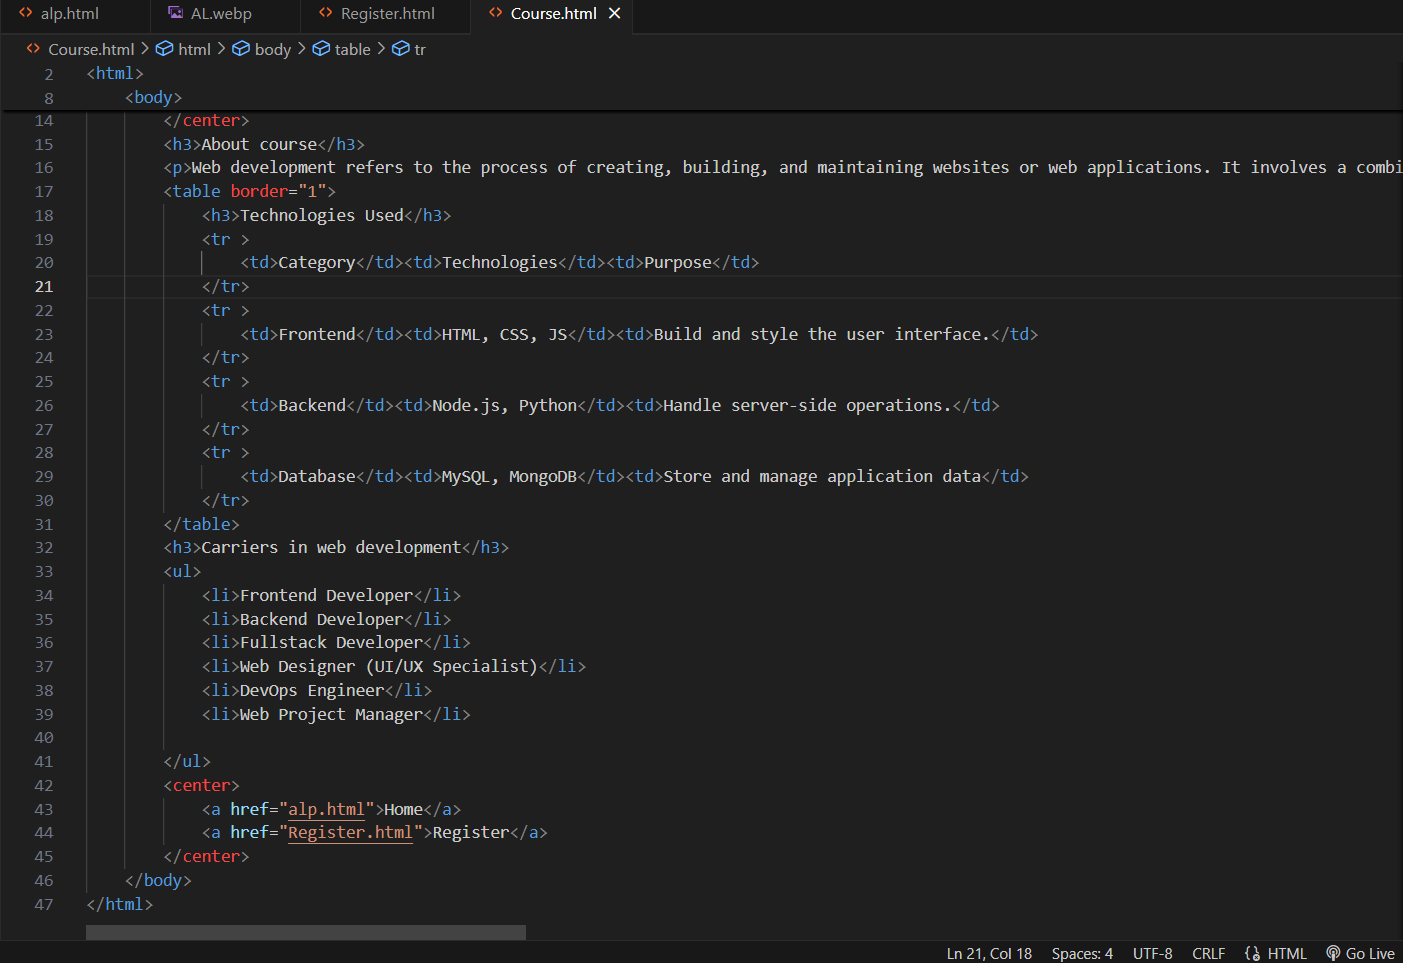 alp.html AL.webp Register.html Course.html
Course.html > html > body > table > tr
2 <html>
8 <body>
14 </center>
15 <h3>About course</h3>
16 <p>Web development refers to the process of creating, building, and maintaining websites or web applications. It involves a combi
17 <table border="1">
18 <h3>Technologies Used</h3>
19 <tr >
20 <td>Category</td><td>Technologies</td><td>Purpose</td>
21 </tr>
22 <tr >
23 <td>Frontend</td><td>HTML, CSS, JS</td><td>Build and style the user interface.</td>
24 </tr>
25 <tr >
26 <td>Backend</td><td>Node.js, Python</td><td>Handle server-side operations.</td>
27 </tr>
28 <tr >
29 <td>Database</td><td>MySQL, MongoDB</td><td>Store and manage application data</td>
30 </tr>
31 </table>
32 <h3>Carriers in web development</h3>
33 <ul>
34 <li>Frontend Developer</li>
35 <li>Backend Developer</li>
36 <li>Fullstack Developer</li>
37 <li>Web Designer (UI/UX Specialist)</li>
38 <li>DevOps Engineer</li>
39 <li>Web Project Manager</li>
40
41 </ul>
42 <center>
43 <a href="alp.html">Home</a>
44 <a href="Register.html">Register</a>
45 </center>
46 </body>
47 </html>
Ln 21, Col 18 Spaces: 4 UTF-8 CRLF HTML Go Live